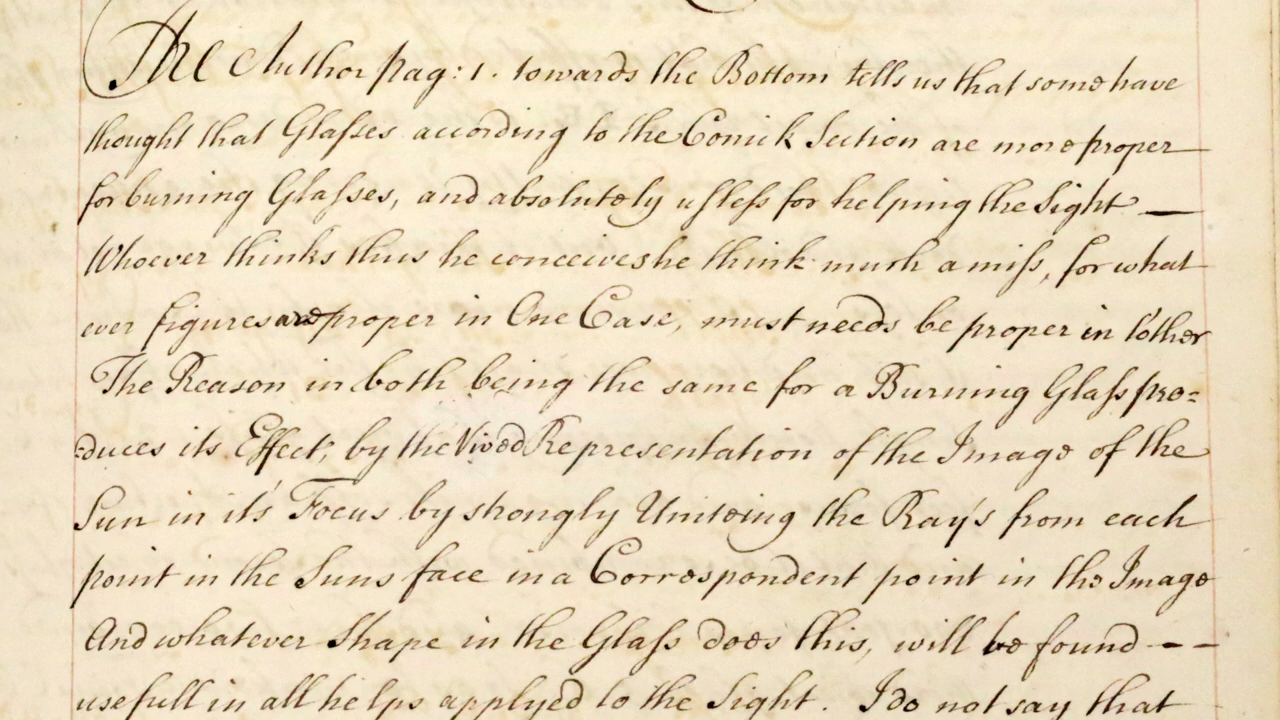 The Author pag: 1. towards the Bottom tells us that some have
thought that Glaſses according to the Conick Section are more proper
for burning Glaſses, and absolutely uſleſs for helping the Sight —
Whoever thinks thus he conceives he think much amiſs, for what
ever figures are proper in One Case, must needs be proper in t'other
The Reason in both being the same for a Burning Glaſs pro=
=duces its Effect, by the Vived Representation of the Image of the
Sun in it's Focus by strongly Uniteing the Ray's from each
point in the Suns face in a Correspondent point in the Image
And whatever Shape in the Glaſs does this, will be found - -
usefull in all helps applyed to the Sight. I do not say that